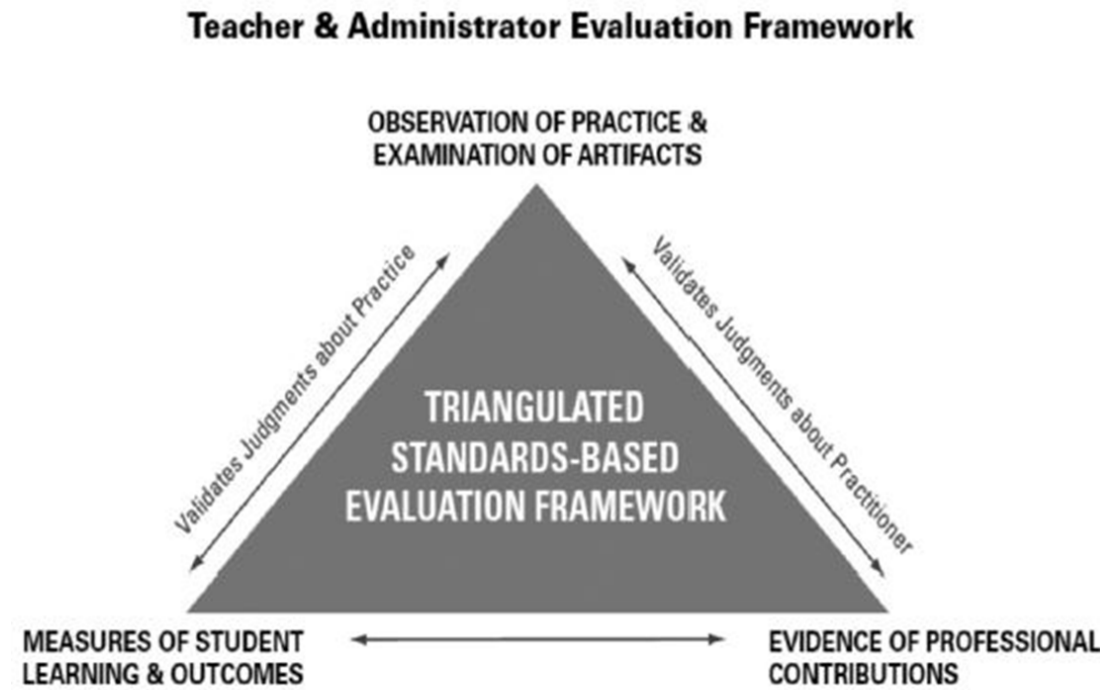 Teacher & Administrator Evaluation Framework
OBSERVATION OF PRACTICE &
EXAMINATION OF ARTIFACTS
Validates Judgments about Practice
Validates Judgments about Practitioner
TRIANGULATED
STANDARDS-BASED
EVALUATION FRAMEWORK
MEASURES OF STUDENT
LEARNING & OUTCOMES
EVIDENCE OF PROFESSIONAL
CONTRIBUTIONS